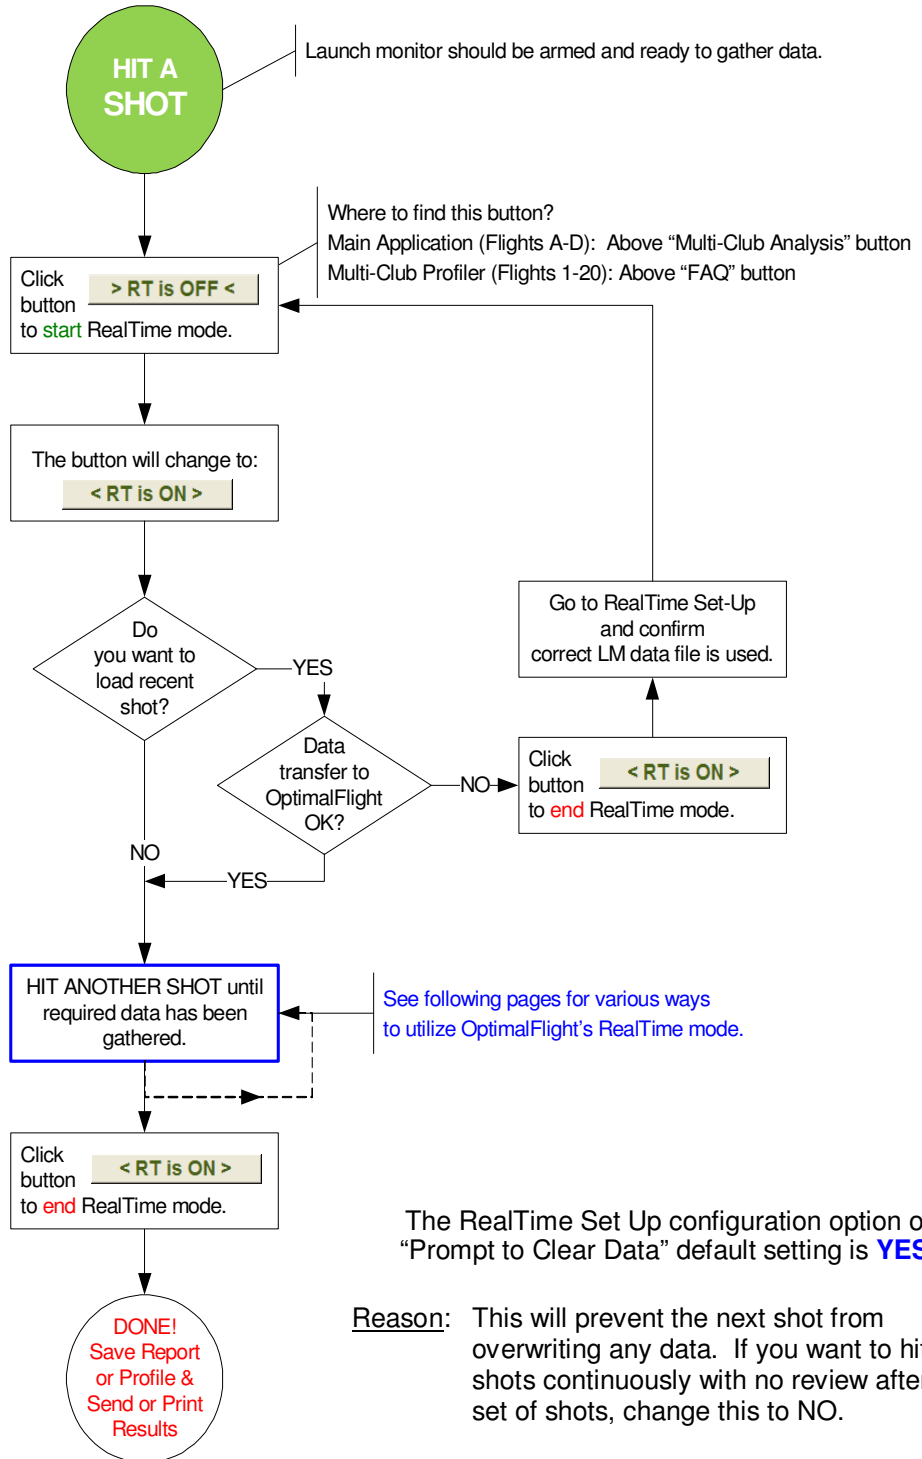 HIT A
SHOT
Launch monitor should be armed and ready to gather data.
Where to find this button?
Main Application (Flights A-D): Above “Multi-Club Analysis” button
Multi-Club Profiler (Flights 1-20): Above “FAQ” button
Click
button
> RT is OFF <
to start RealTime mode.
The button will change to:
< RT is ON >
Do
you want to
load recent
shot?
YES
NO
Data
transfer to
OptimalFlight
OK?
NO
YES
Click
button
< RT is ON >
to end RealTime mode.
Go to RealTime Set-Up
and confirm
correct LM data file is used.
HIT ANOTHER SHOT until
required data has been
gathered.
See following pages for various ways
to utilize OptimalFlight's RealTime mode.
Click
button
< RT is ON >
to end RealTime mode.
DONE!
Save Report
or Profile &
Send or Print
Results
The RealTime Set Up configuration option o
“Prompt to Clear Data” default setting is YES
Reason: This will prevent the next shot from
overwriting any data. If you want to hi
shots continuously with no review after
set of shots, change this to NO.